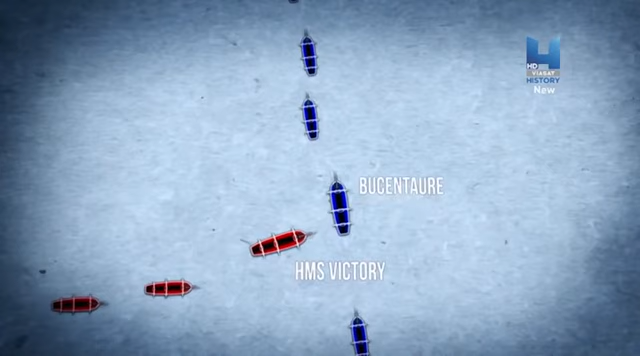 HD
VIASAT
HISTORY
New
BUCENTAURE
HMS VICTORY